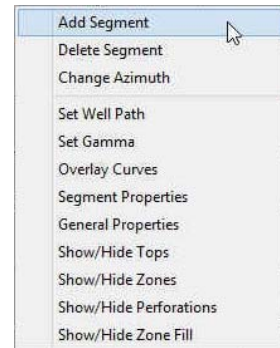 Add Segment
Delete Segment
Change Azimuth
Set Well Path
Set Gamma
Overlay Curves
Segment Properties
General Properties
Show/Hide Tops
Show/Hide Zones
Show/Hide Perforations
Show/Hide Zone Fill